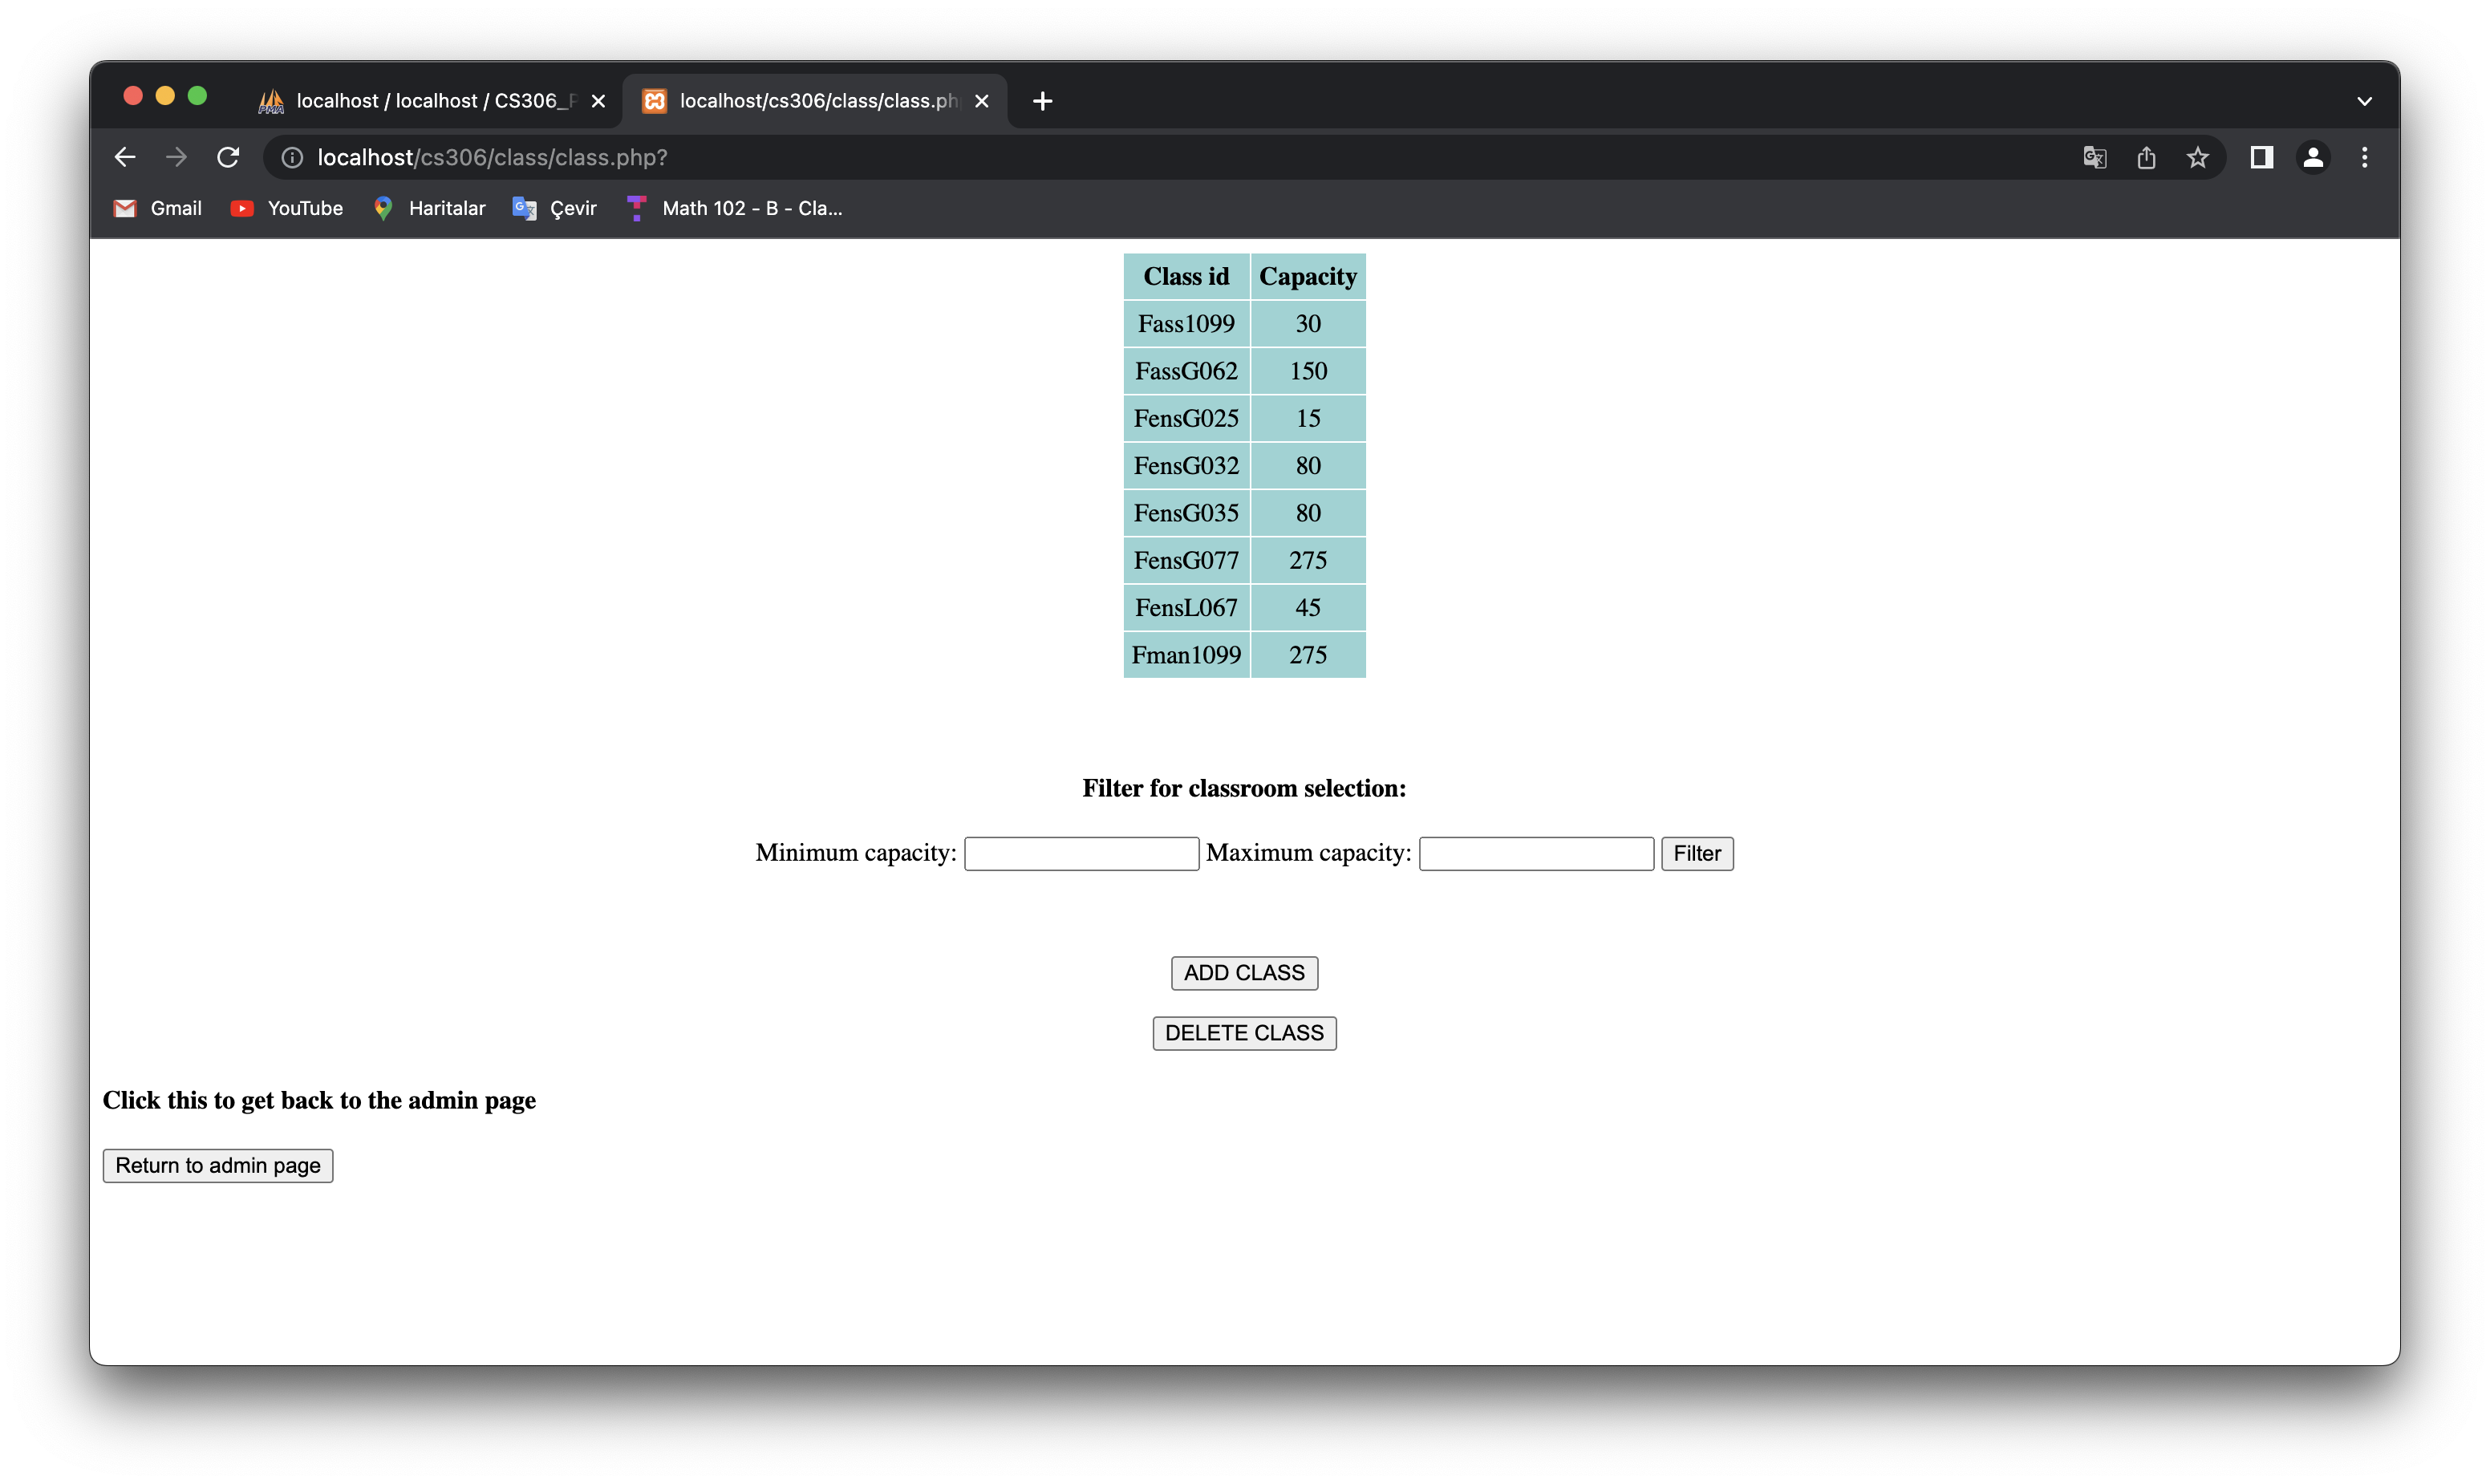 localhost / localhost / CS306_P
localhost/cs306/class/class.ph
localhost/cs306/class/class.php?
Gmail YouTube Haritalar Çevir Math 102 - B - Cla...
Class id Capacity
Fass1099 30
FassG062 150
FensG025 15
FensG032 80
FensG035 80
FensG077 275
FensL067 45
Fman1099 275
Filter for classroom selection:
Minimum capacity: Maximum capacity: Filter
ADD CLASS
DELETE CLASS
Click this to get back to the admin page
Return to admin page